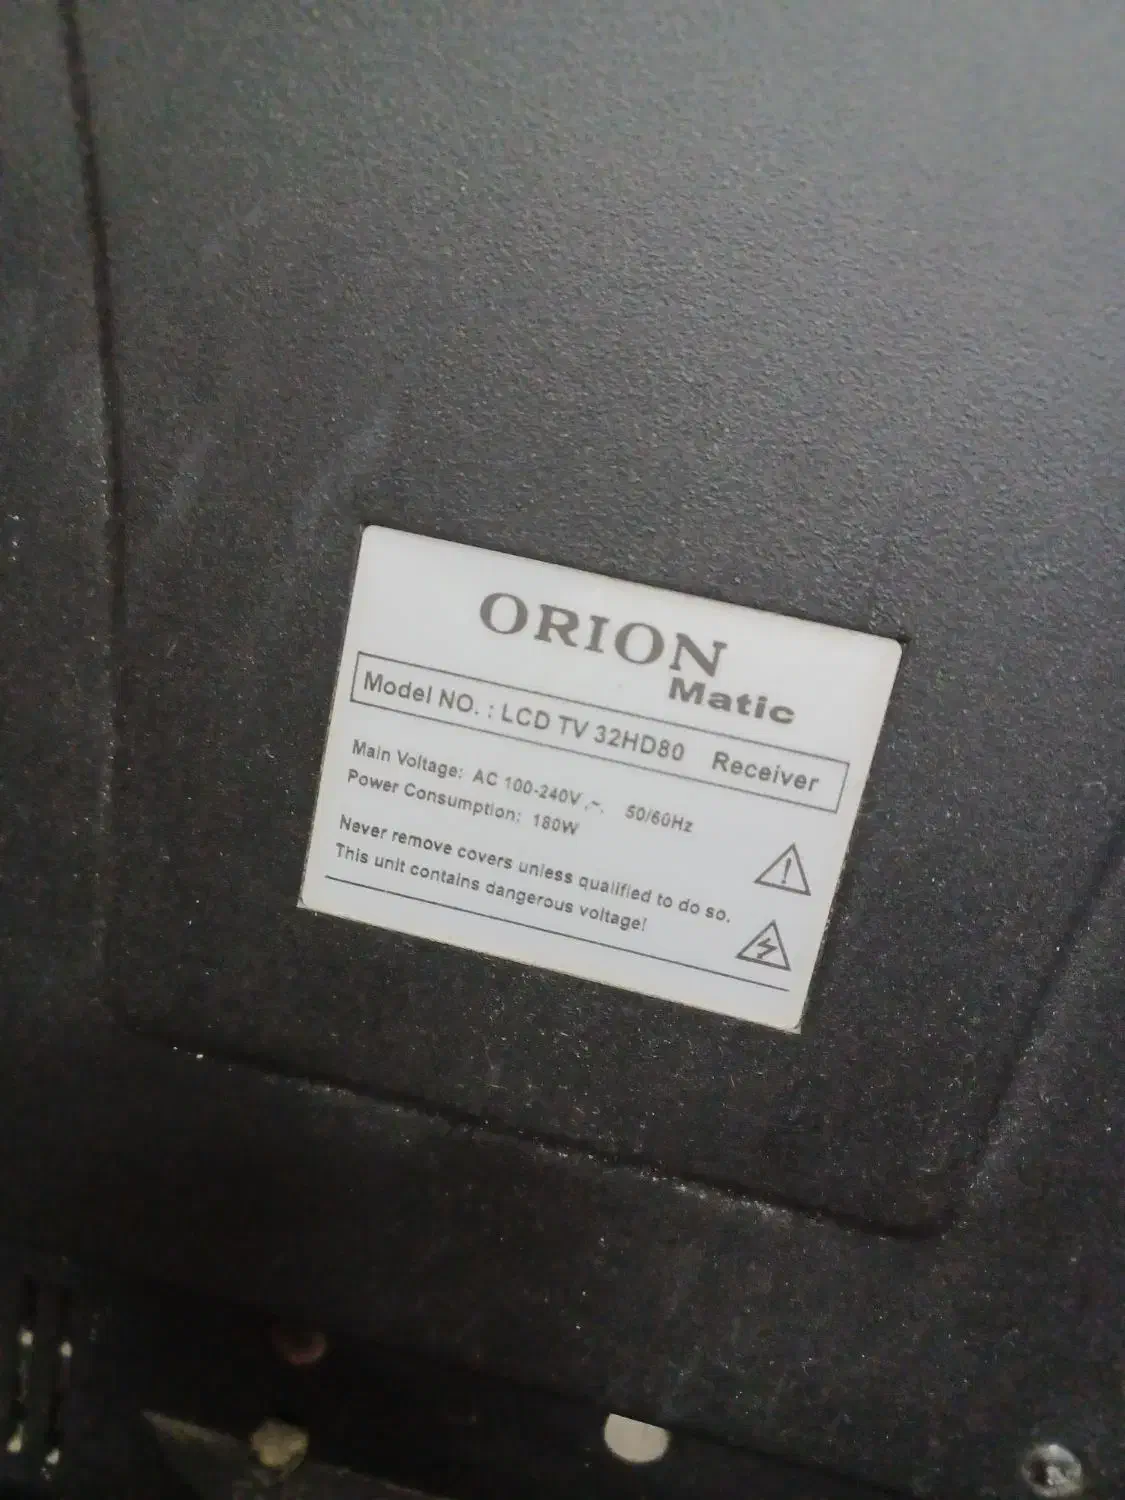 ORION
Matic
Model NO. : LCD TV 32HD80 Receiver
Main Voltage: AC 100-240V ~. 50/60Hz
Power Consumption: 180W
Never remove covers unless qualified to do so.
This unit contains dangerous voltage!